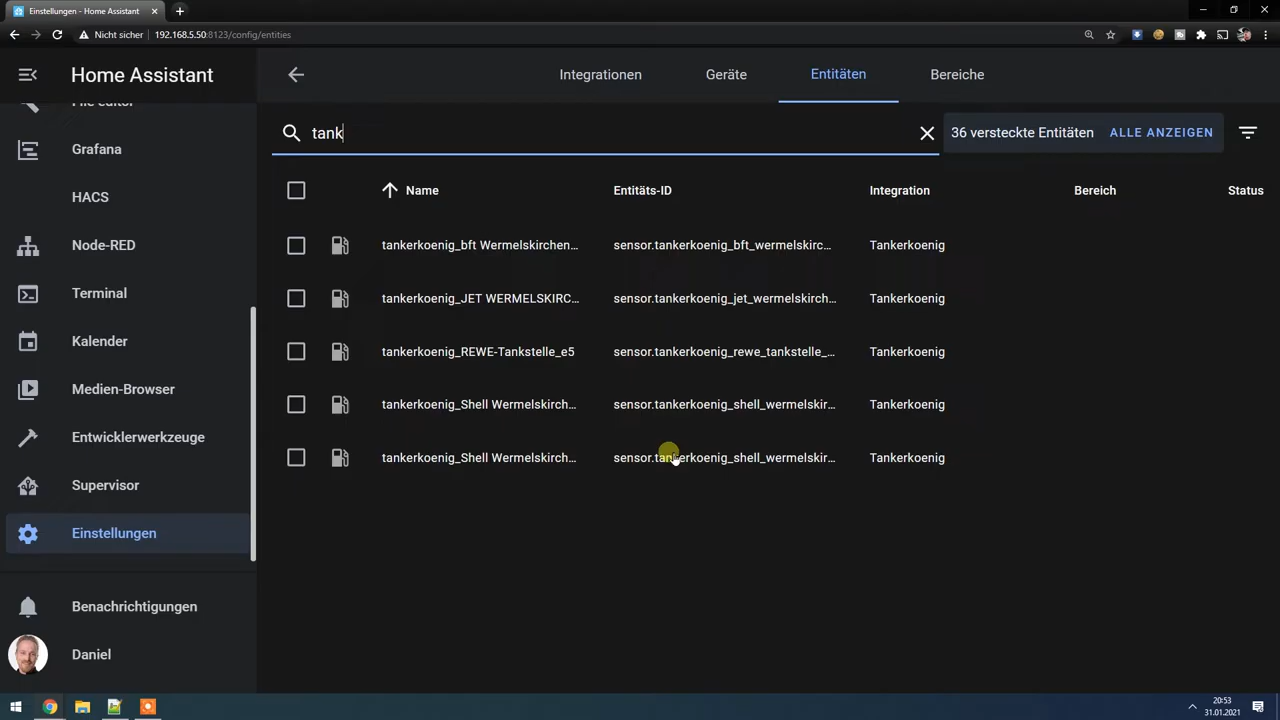 Einstellungen - Home Assistant
Nicht sicher 192.168.5.50:8123/config/entities
Home Assistant
Integrationen Geräte Entitäten Bereiche
File editor
tank
36 versteckte Entitäten ALLE ANZEIGEN
Grafana
Name Entitäts-ID Integration Bereich Status
HACS
tankerkoenig_bft Wermelskirchen... sensor.tankerkoenig_bft_wermelskirc... Tankerkoenig
Node-RED
Terminal
tankerkoenig_JET WERMELSKIRC... sensor.tankerkoenig_jet_wermelskirch... Tankerkoenig
Kalender
tankerkoenig_REWE-Tankstelle_e5 sensor.tankerkoenig_rewe_tankstelle_... Tankerkoenig
Medien-Browser
tankerkoenig_Shell Wermelskirch... sensor.tankerkoenig_shell_wermelskir... Tankerkoenig
Entwicklerwerkzeuge
tankerkoenig_Shell Wermelskirch... sensor.tankerkoenig_shell_wermelskir... Tankerkoenig
Supervisor
Einstellungen
Benachrichtigungen
Daniel
20:53
31.01.2021